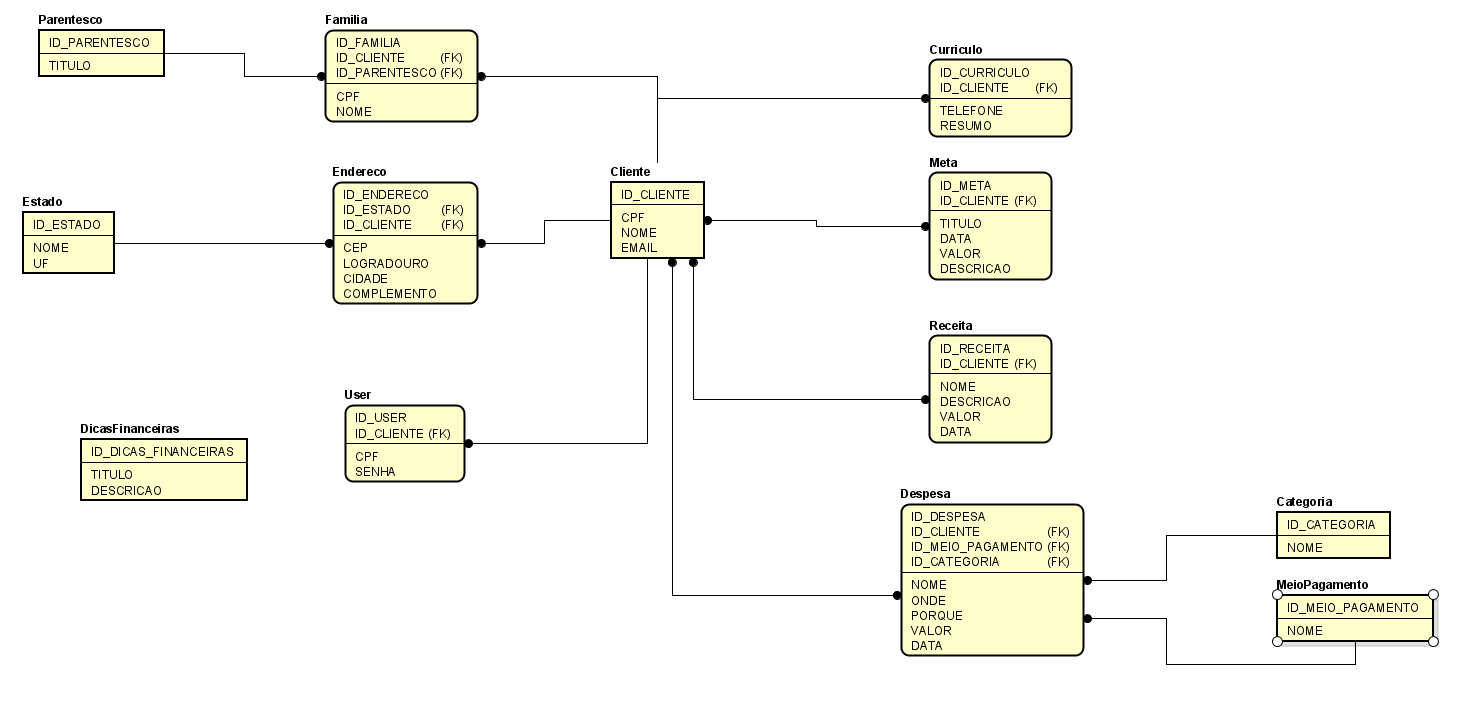 Parentesco
ID_PARENTESCO
TITULO
Familia
ID_FAMILIA
ID_CLIENTE (FK)
ID_PARENTESCO (FK)
CPF
NOME
Curriculo
ID_CURRICULO
ID_CLIENTE (FK)
TELEFONE
RESUMO
Estado
ID_ESTADO
NOME
UF
Endereco
ID_ENDERECO
ID_ESTADO (FK)
ID_CLIENTE (FK)
CEP
LOGRADOURO
CIDADE
COMPLEMENTO
Cliente
ID_CLIENTE
CPF
NOME
EMAIL
Meta
ID_META
ID_CLIENTE (FK)
TITULO
DATA
VALOR
DESCRICAO
Receita
ID_RECEITA
ID_CLIENTE (FK)
NOME
DESCRICAO
VALOR
DATA
DicasFinanceiras
ID_DICAS_FINANCEIRAS
TITULO
DESCRICAO
User
ID_USER
ID_CLIENTE (FK)
CPF
SENHA
Despesa
ID_DESPESA
ID_CLIENTE (FK)
ID_MEIO_PAGAMENTO (FK)
ID_CATEGORIA (FK)
NOME
ONDE
PORQUE
VALOR
DATA
Categoria
ID_CATEGORIA
NOME
MeioPagamento
ID_MEIO_PAGAMENTO
NOME